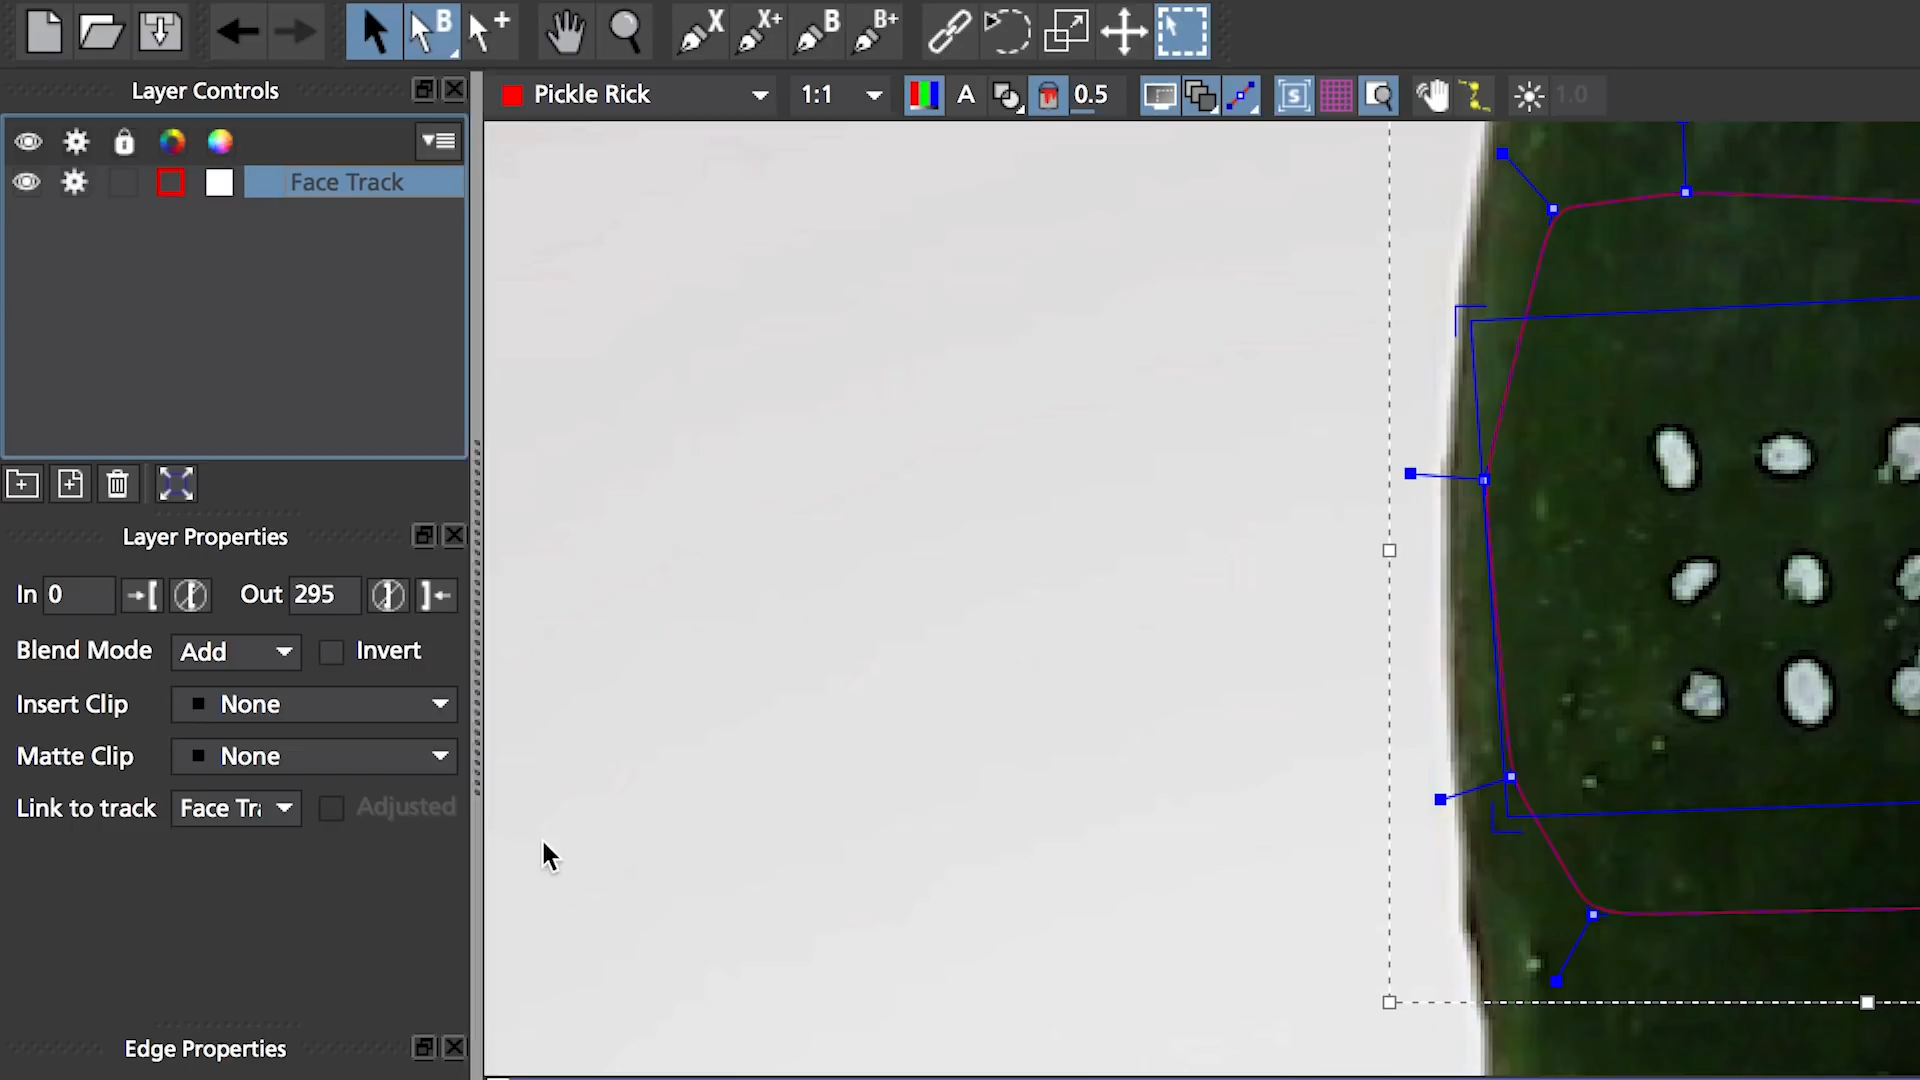 B
X
X+
B
B+
Layer Controls
Pickle Rick
1:1
A
0.5
S
1.0
Face Track
Layer Properties
In 0
Out 295
Blend Mode
Add
Invert
Insert Clip
None
Matte Clip
None
Link to track
Face Tra
Adjusted
Edge Properties